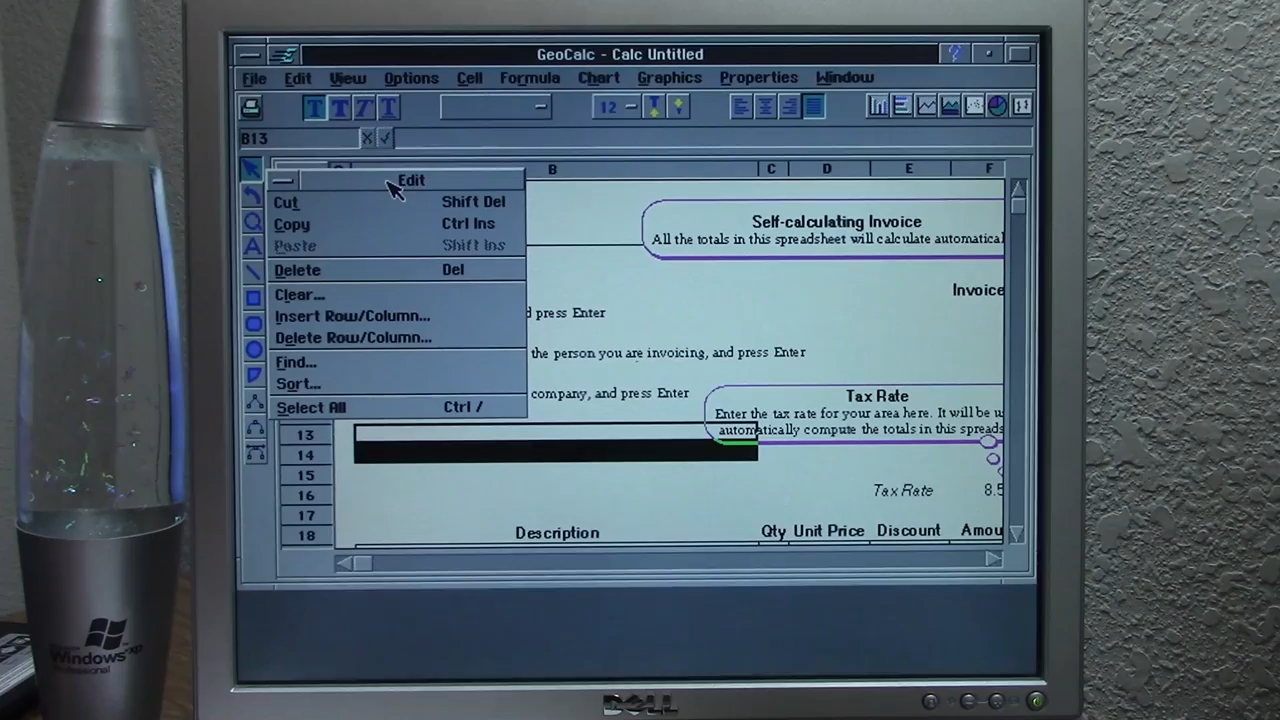 GeoCalc - Calc Untitled
File Edit View Options Cell Formula Chart Graphics Properties Window
12
B13
B C D E F
Edit
Cut Shift Del
Copy Ctrl Ins
Paste Shift Ins
Delete Del
Clear...
Insert Row/Column...
Delete Row/Column...
Find...
Sort...
Select All Ctrl /
Self-calculating Invoice
All the totals in this spreadsheet will calculate automatical
Invoice
press Enter
the person you are invoicing, and press Enter
company, and press Enter
Tax Rate
Enter the tax rate for your area here. It will be u
automatically compute the totals in this spreads
13
14
15
16 Tax Rate 8.5
17
18 Description Qty Unit Price Discount Amou
DELL
Windows xp
Professional